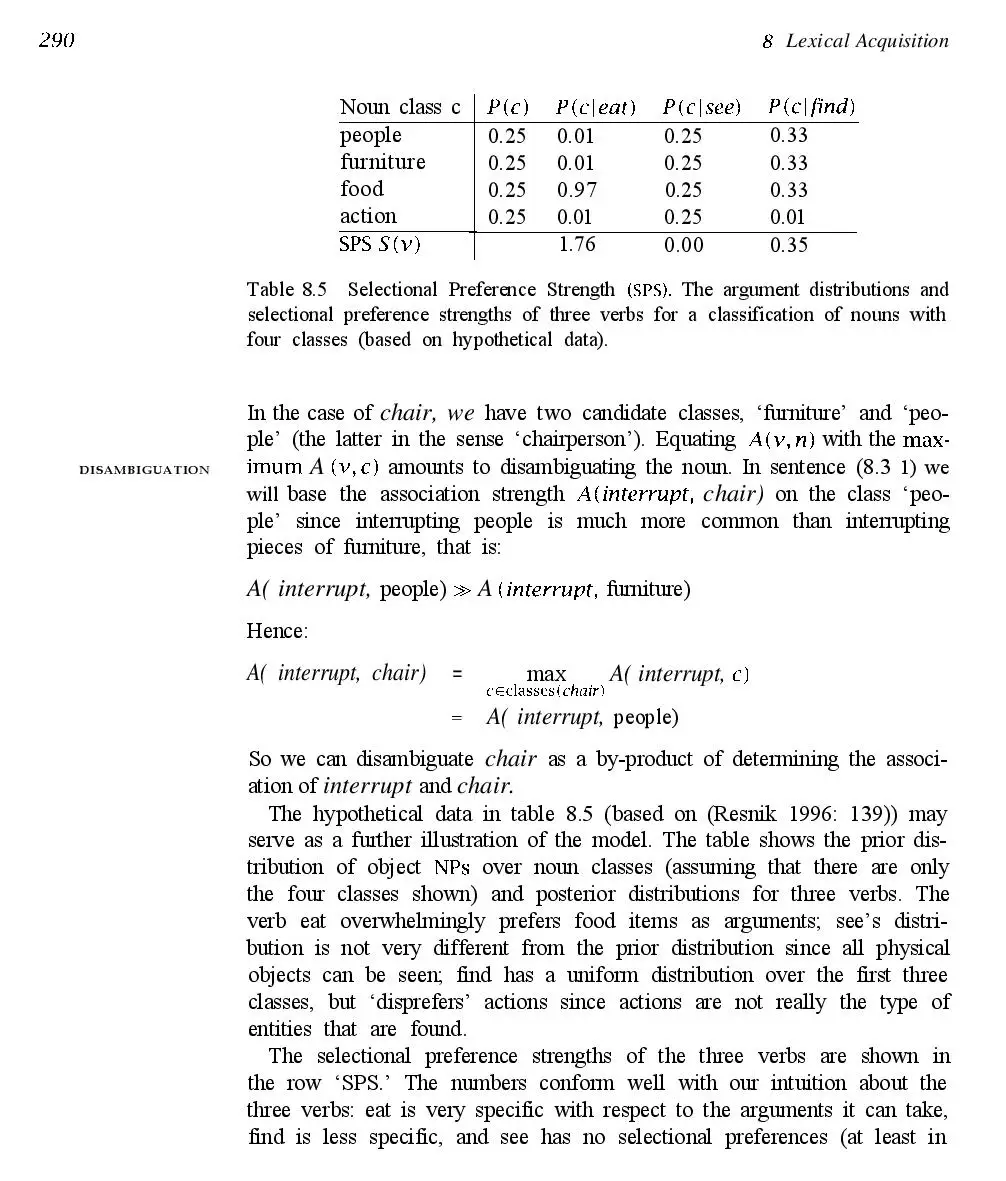 290
8 Lexical Acquisition
Noun class c P(c) P(c|eat) P(c|see) P(c|find)
people 0.25 0.01 0.25 0.33
furniture 0.25 0.01 0.25 0.33
food 0.25 0.97 0.25 0.33
action 0.25 0.01 0.25 0.01
SPS S(v) 1.76 0.00 0.35
Table 8.5 Selectional Preference Strength (SPS). The argument distributions and
selectional preference strengths of three verbs for a classification of nouns with
four classes (based on hypothetical data).
In the case of chair, we have two candidate classes, ‘furniture’ and ‘peo-
ple’ (the latter in the sense ‘chairperson’). Equating A(v,n) with the max-
DISAMBIGUATION
imum A (v,c) amounts to disambiguating the noun. In sentence (8.3 1) we
will base the association strength A(interrupt, chair) on the class ‘peo-
ple’ since interrupting people is much more common than interrupting
pieces of furniture, that is:
A( interrupt, people) ≫ A (interrupt, furniture)
Hence:
A( interrupt, chair) = max A( interrupt, c)
c∈classes(chair)
= A( interrupt, people)
So we can disambiguate chair as a by-product of determining the associ-
ation of interrupt and chair.
The hypothetical data in table 8.5 (based on (Resnik 1996: 139)) may
serve as a further illustration of the model. The table shows the prior dis-
tribution of object NPs over noun classes (assuming that there are only
the four classes shown) and posterior distributions for three verbs. The
verb eat overwhelmingly prefers food items as arguments; see’s distri-
bution is not very different from the prior distribution since all physical
objects can be seen; find has a uniform distribution over the first three
classes, but ‘disprefers’ actions since actions are not really the type of
entities that are found.
The selectional preference strengths of the three verbs are shown in
the row ‘SPS.’ The numbers conform well with our intuition about the
three verbs: eat is very specific with respect to the arguments it can take,
find is less specific, and see has no selectional preferences (at least in